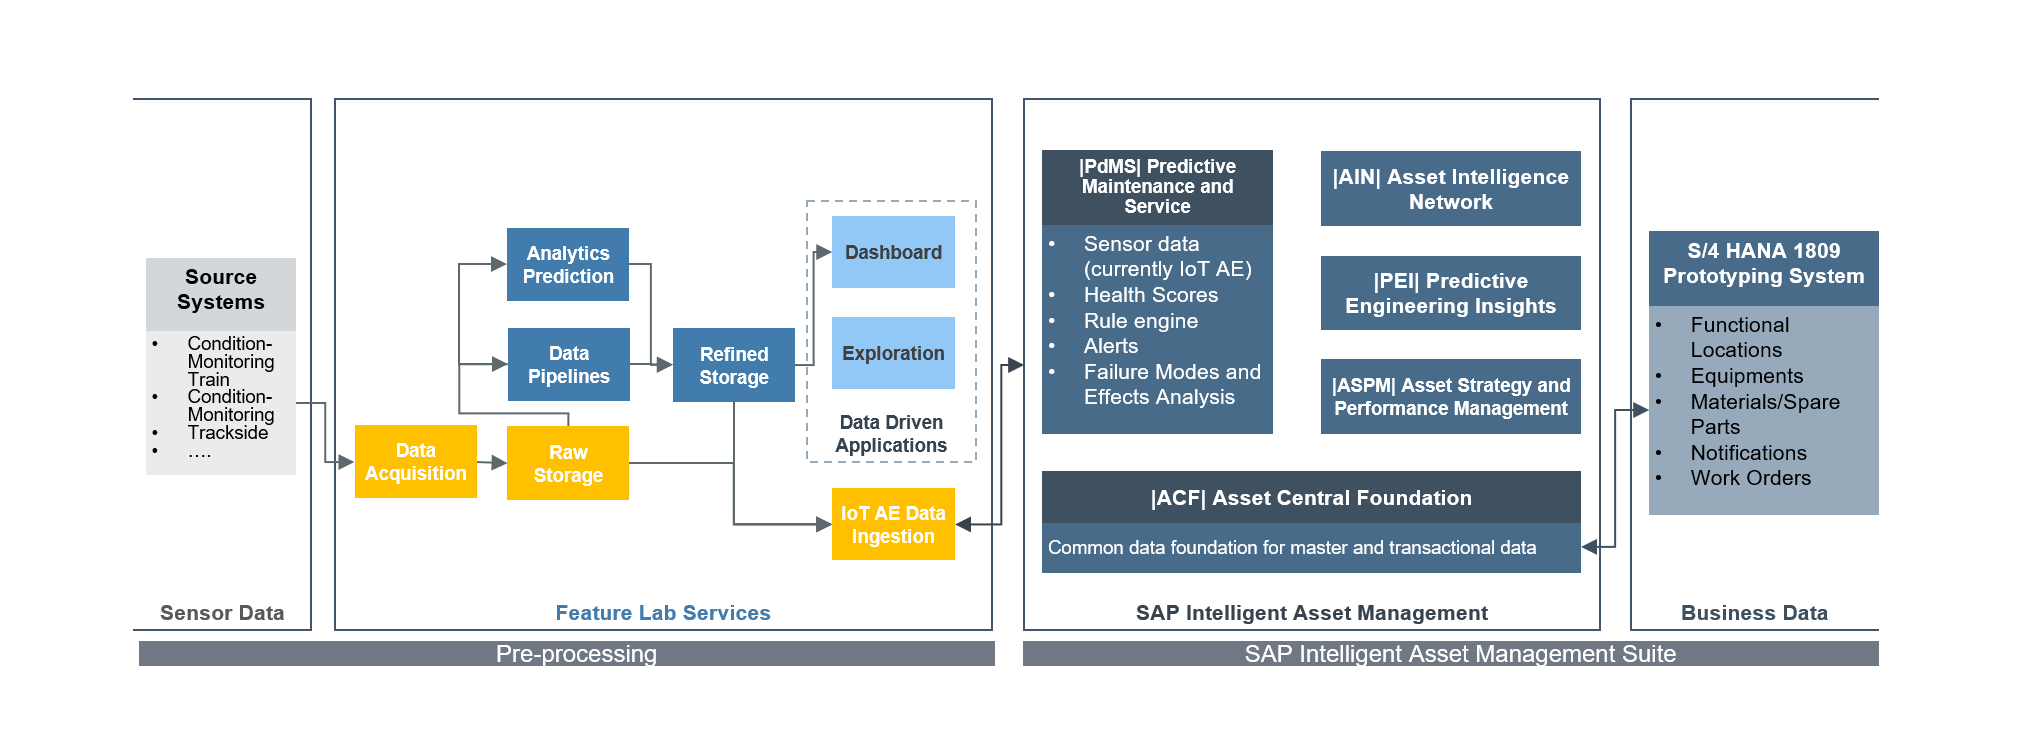 Source
Systems
• Condition-
Monitoring
Train
• Condition-
Monitoring
• Trackside
• ....
Sensor Data
Analytics
Prediction
Data
Pipelines
Refined
Storage
Data
Acquisition
Raw
Storage
Dashboard
Exploration
Data Driven
Applications
IoT AE Data
Ingestion
Feature Lab Services
Pre-processing
|PdMS| Predictive
Maintenance and
Service
• Sensor data
(currently IoT AE)
• Health Scores
• Rule engine
• Alerts
• Failure Modes and
Effects Analysis
|AIN| Asset Intelligence
Network
|PEI| Predictive
Engineering Insights
|ASPM| Asset Strategy and
Performance Management
|ACF| Asset Central Foundation
Common data foundation for master and transactional data
SAP Intelligent Asset Management
S/4 HANA 1809
Prototyping System
• Functional
Locations
• Equipments
• Materials/Spare
Parts
• Notifications
• Work Orders
Business Data
SAP Intelligent Asset Management Suite